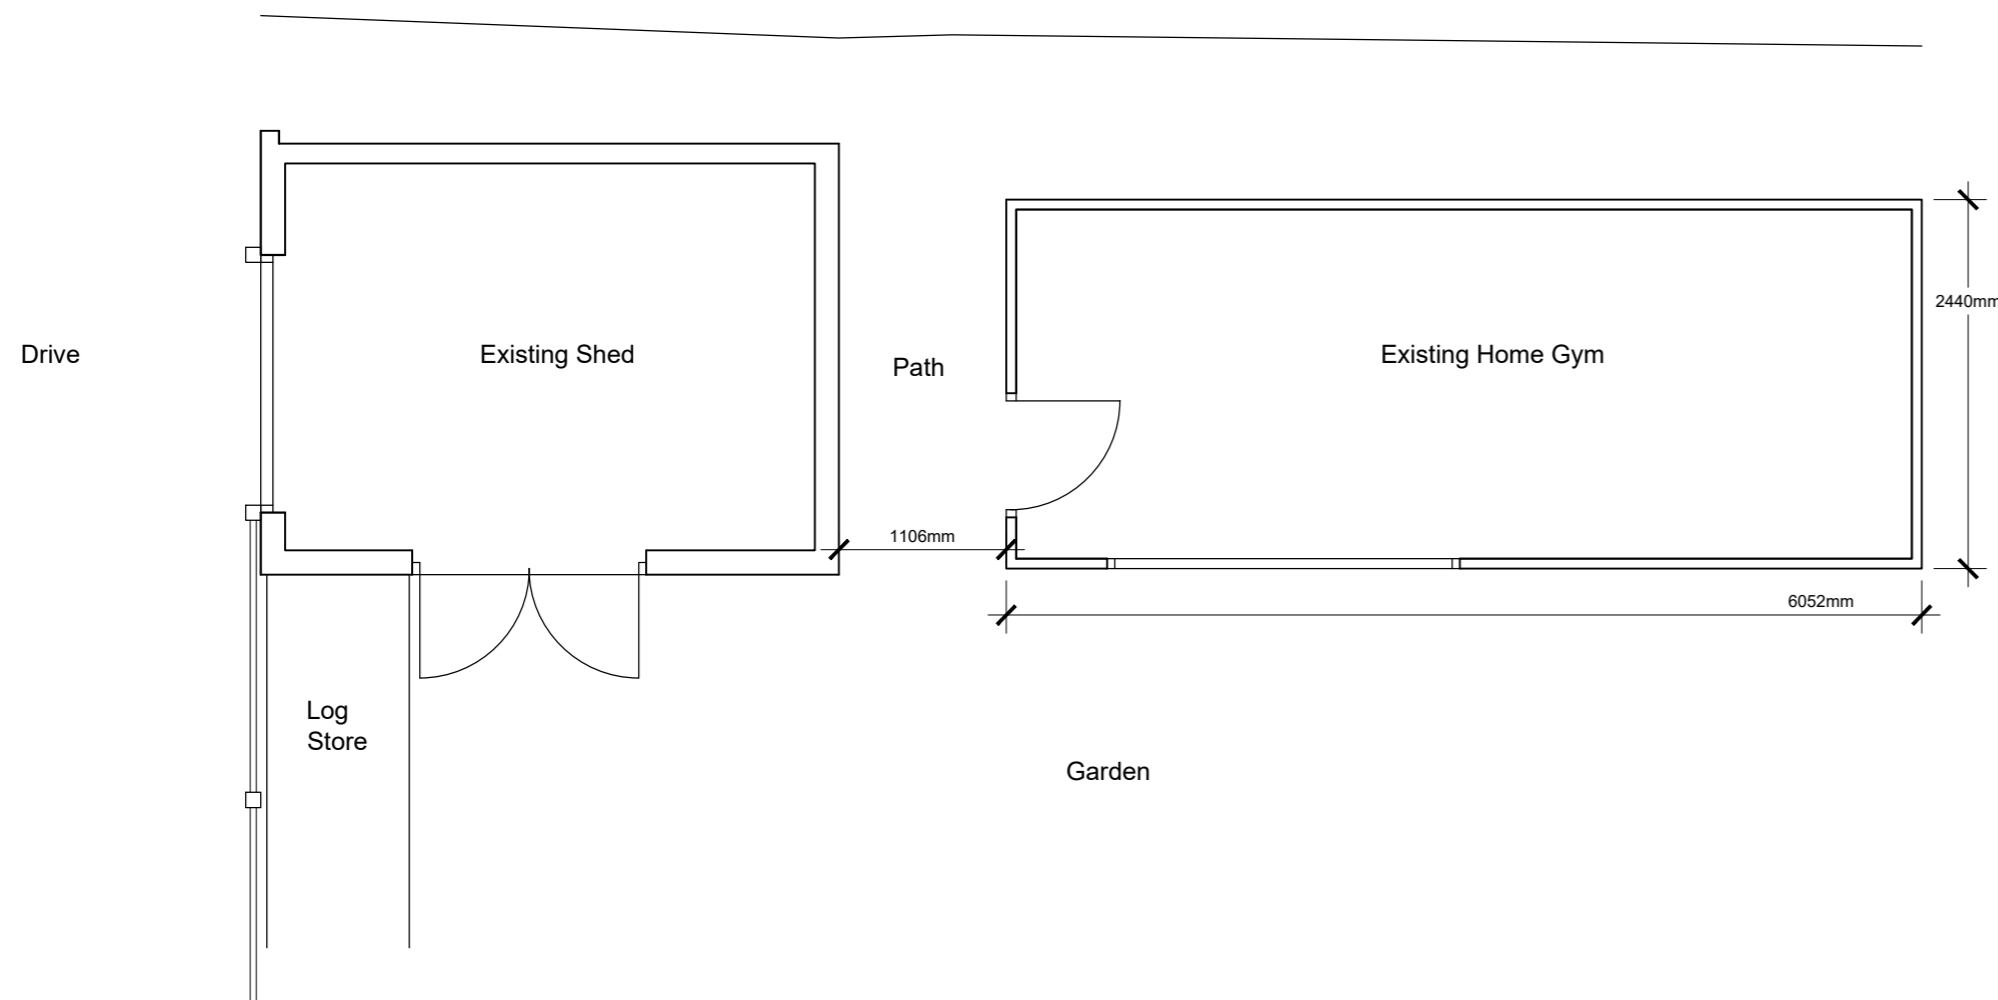 2440mm
Drive
Existing Shed
Path
Existing Home Gym
1106mm
6052mm
Log
Store
Garden